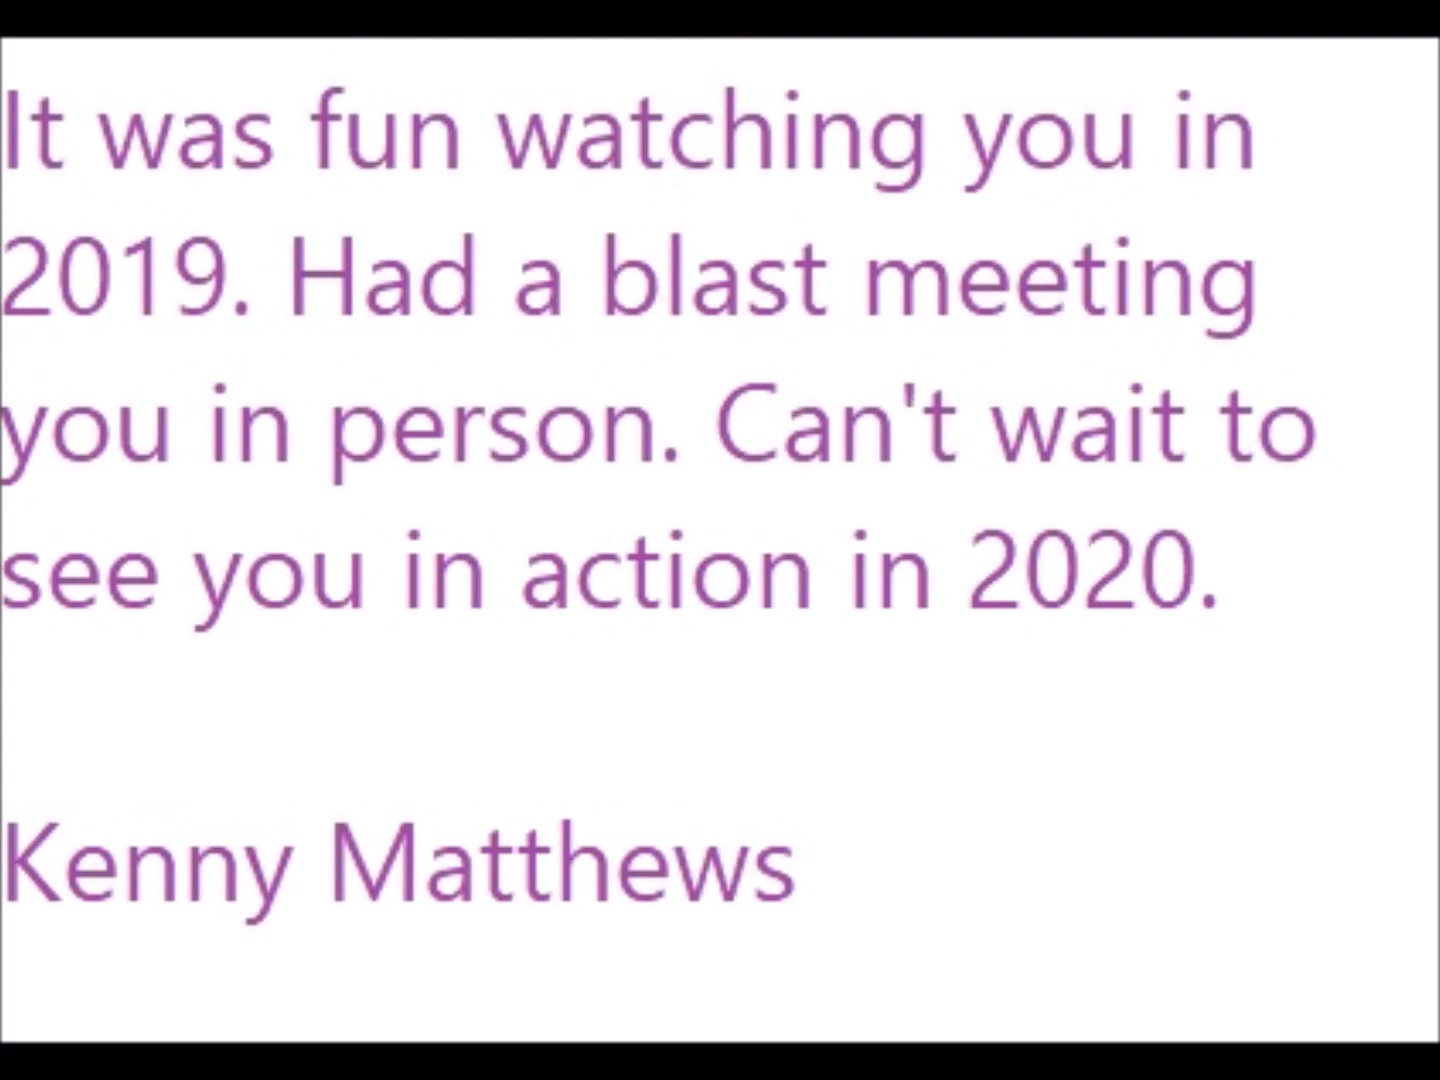 It was fun watching you in
2019. Had a blast meeting
you in person. Can't wait to
see you in action in 2020.
Kenny Matthews